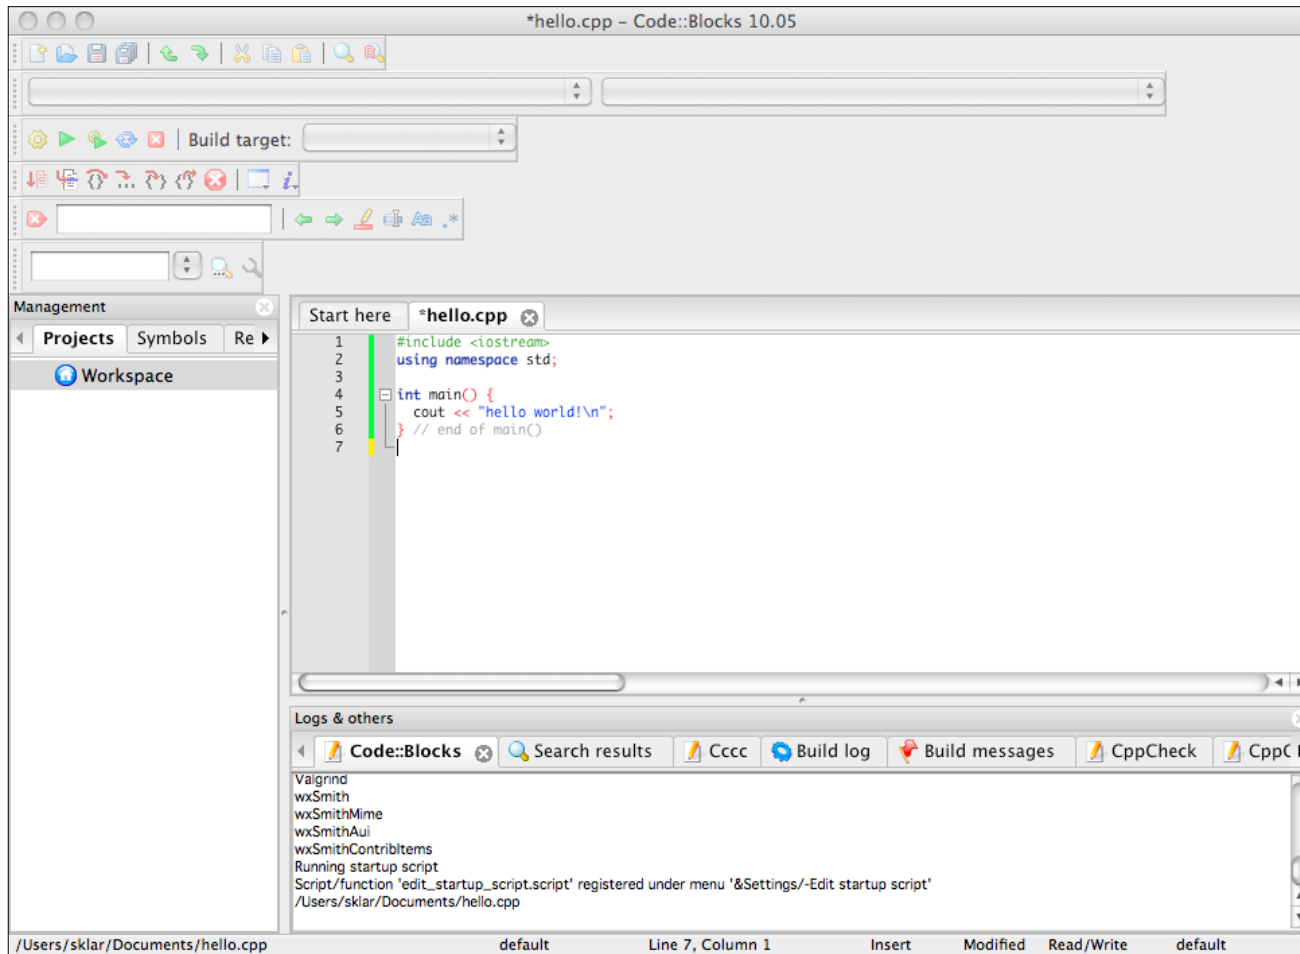 *hello.cpp – Code::Blocks 10.05
Build target:
Management
Projects Symbols Re
Workspace
Start here *hello.cpp
1 #include <iostream>
2 using namespace std;
3
4 int main() {
5 cout << "hello world!\n";
6 } // end of main()
7
Logs & others
Code::Blocks Search results Cccc Build log Build messages CppCheck CppC
Valgrind
wxSmith
wxSmithMime
wxSmithAui
wxSmithContribItems
Running startup script
Script/function 'edit_startup_script.script' registered under menu '&Settings/-Edit startup script'
/Users/sklar/Documents/hello.cpp
/Users/sklar/Documents/hello.cpp default Line 7, Column 1 Insert Modified Read/Write default